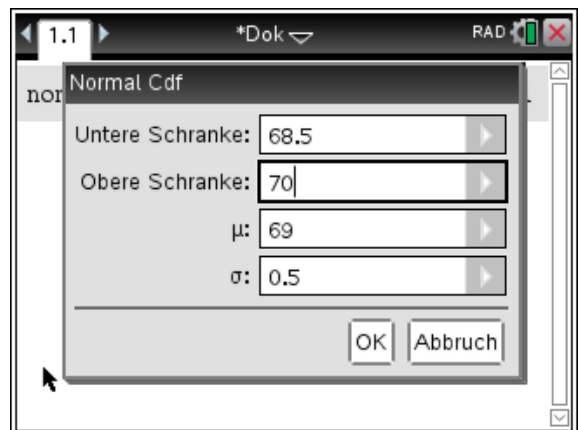 1.1 *Dok RAD
nor
Normal Cdf
Untere Schranke: 68.5
Obere Schranke: 70
μ: 69
σ: 0.5
OK Abbruch